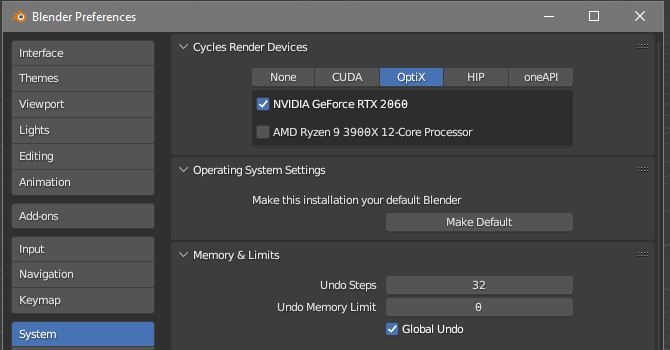 Blender Preferences
Interface
Themes
Viewport
Lights
Editing
Animation
Add-ons
Input
Navigation
Keymap
System
Cycles Render Devices
None CUDA OptiX HIP oneAPI
NVIDIA GeForce RTX 2060
AMD Ryzen 9 3900X 12-Core Processor
Operating System Settings
Make this installation your default Blender
Make Default
Memory & Limits
Undo Steps 32
Undo Memory Limit 0
Global Undo